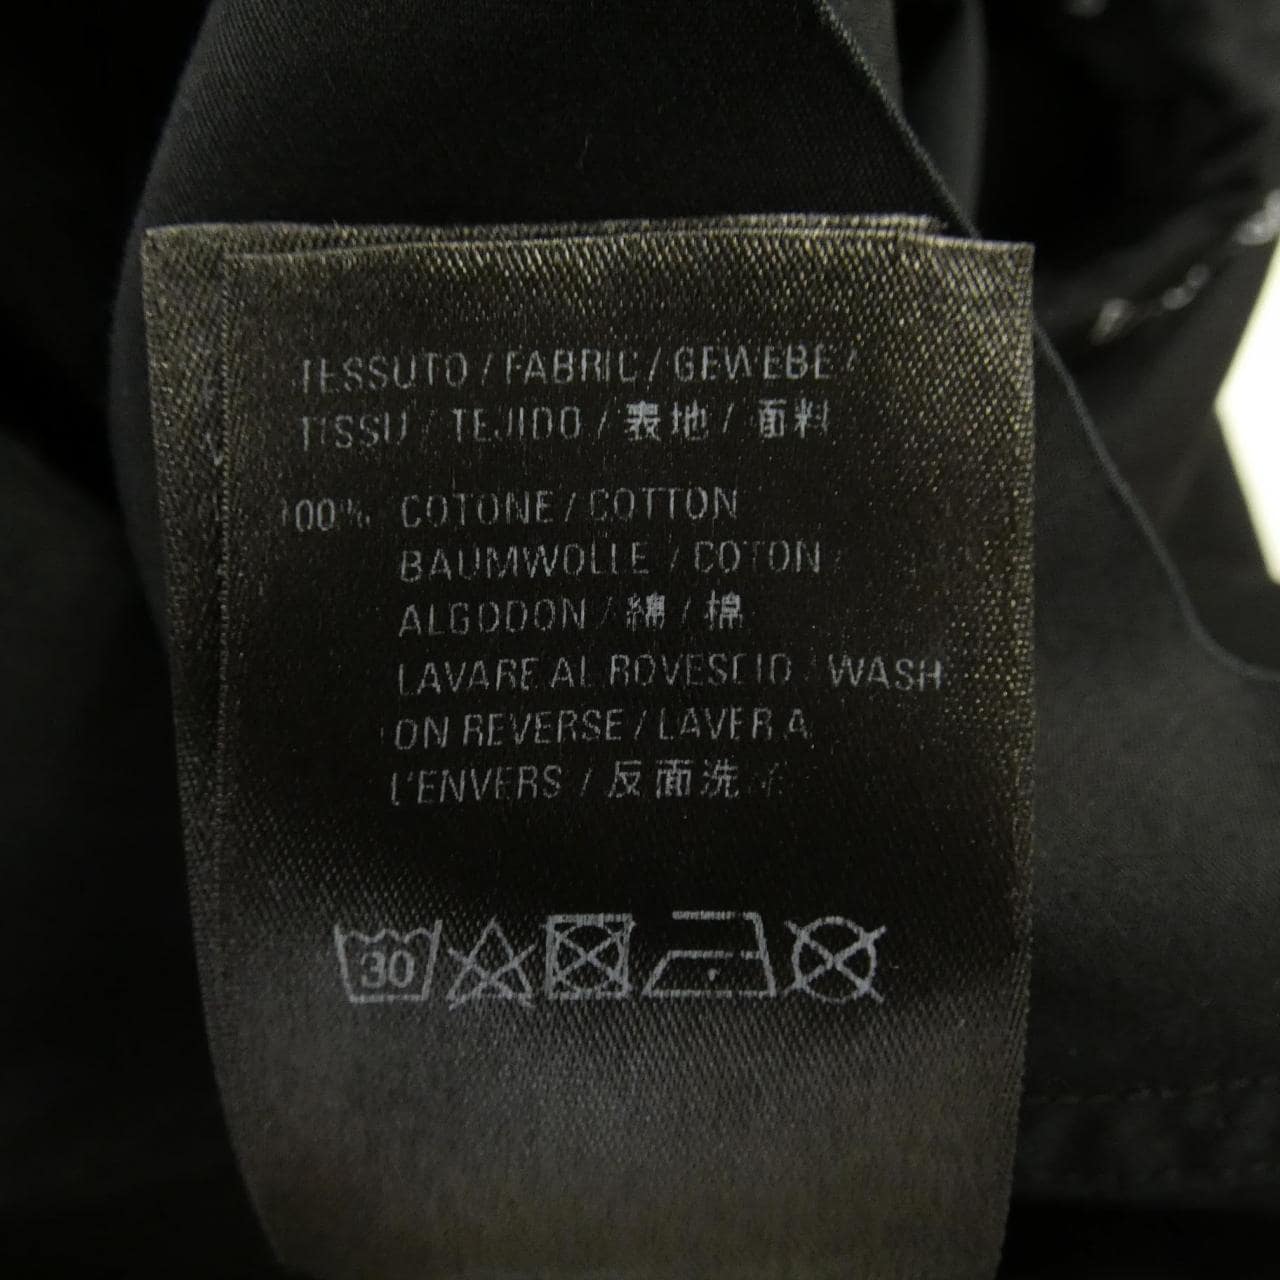 TESSUTO / FABRIC / GEWEBE /
TISSU / TEJIDO / 表地 / 面料
100% COTONE / COTTON
BAUMWOLLE / COTON
ALGODON / 綿 / 棉
LAVARE AL ROVESCIO / WASH
ON REVERSE / LAVER A
L'ENVERS / 反面洗
30